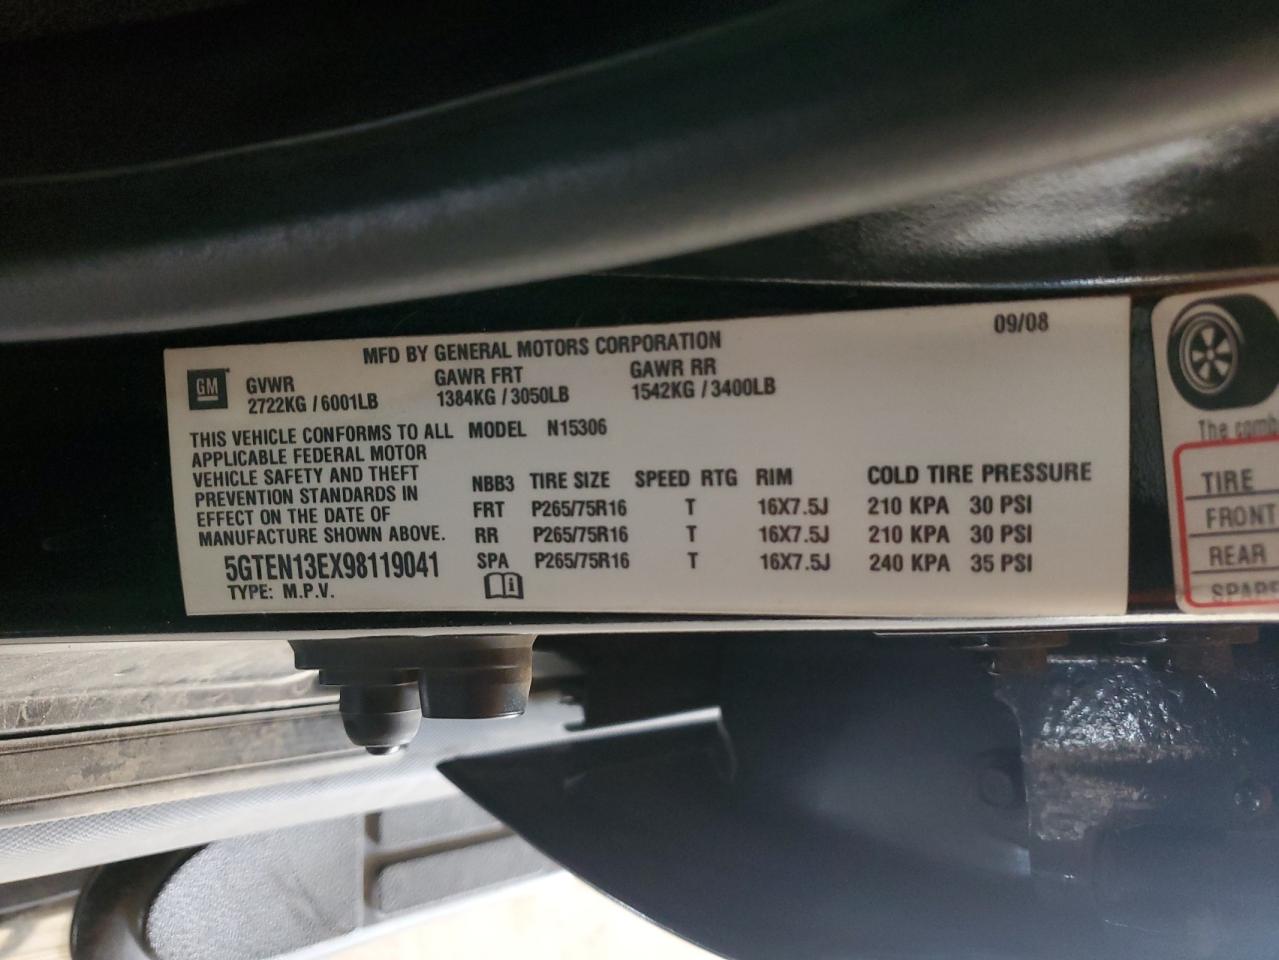 MFD BY GENERAL MOTORS CORPORATION 09/08
GM
GVWR GAWR FRT GAWR RR
2722KG / 6001LB 1384KG / 3050LB 1542KG / 3400LB
THIS VEHICLE CONFORMS TO ALL MODEL N15306
APPLICABLE FEDERAL MOTOR
VEHICLE SAFETY AND THEFT
PREVENTION STANDARDS IN
EFFECT ON THE DATE OF
MANUFACTURE SHOWN ABOVE.
NBB3 TIRE SIZE SPEED RTG RIM COLD TIRE PRESSURE
FRT P265/75R16 T 16X7.5J 210 KPA 30 PSI
RR P265/75R16 T 16X7.5J 210 KPA 30 PSI
SPA P265/75R16 T 16X7.5J 240 KPA 35 PSI
5GTEN13EX98119041
TYPE: M.P.V.
The
TIRE
FRONT
REAR
SPARE